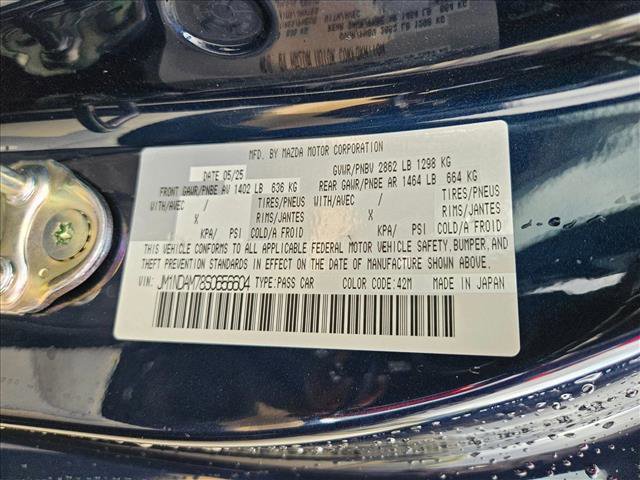 MFD. BY MAZDA MOTOR CORPORATION
DATE 05/25 GVWR/PNBV 2862 LB 1298 KG
FRONT GAWR/PNBE AV 1402 LB 636 KG REAR GAWR/PNBE AR 1464 LB 664 KG
WITH/AVEC / TIRES/PNEUS WITH/AVEC / TIRES/PNEUS
X RIMS/JANTES X RIMS/JANTES
KPA/ PSI COLD/A FROID KPA/ PSI COLD/A FROID
THIS VEHICLE CONFORMS TO ALL APPLICABLE FEDERAL MOTOR VEHICLE SAFETY, BUMPER, AND
THEFT PREVENTION STANDARDS IN EFFECT ON THE DATE OF MANUFACTURE SHOWN ABOVE.
VIN: JM1NDAM78S0666604 TYPE: PASS CAR COLOR CODE: 42M MADE IN JAPAN